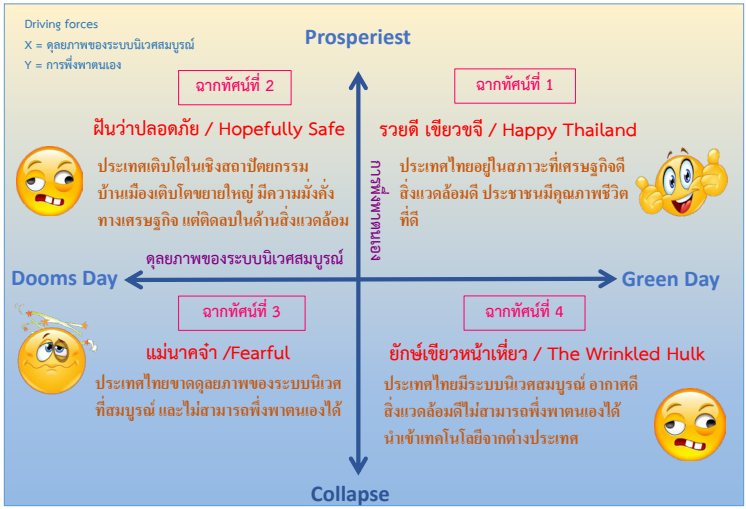 Driving forces
X = ดุลยภาพของระบบนิเวศสมบูรณ์
Y = การพึ่งพาตนเอง
Prosperiest
ฉากทัศน์ที่ 2
ฝันว่าปลอดภัย / Hopefully Safe
ประเทศเติบโตในเชิงสถาปัตยกรรม
บ้านเมืองเติบโตขยายใหญ่ มีความมั่งคั่ง
ทางเศรษฐกิจ แต่ติดลบในด้านสิ่งแวดล้อม
ฉากทัศน์ที่ 1
รวยดี เขียวขจี / Happy Thailand
ประเทศไทยอยู่ในสภาวะที่เศรษฐกิจดี
สิ่งแวดล้อมดี ประชาชนมีคุณภาพชีวิต
ที่ดี
การพึ่งพาตนเอง
ดุลยภาพของระบบนิเวศสมบูรณ์
Dooms Day
Green Day
ฉากทัศน์ที่ 3
แม่นาคจ๋า /Fearful
ประเทศไทยขาดดุลยภาพของระบบนิเวศ
ที่สมบูรณ์ และไม่สามารถพึ่งพาตนเองได้
ฉากทัศน์ที่ 4
ยักษ์เขียวหน้าเหี่ยว / The Wrinkled Hulk
ประเทศไทยมีระบบนิเวศสมบูรณ์ อากาศดี
สิ่งแวดล้อมดีไม่สามารถพึ่งพาตนเองได้
นำเข้าเทคโนโลยีจากต่างประเทศ
Collapse